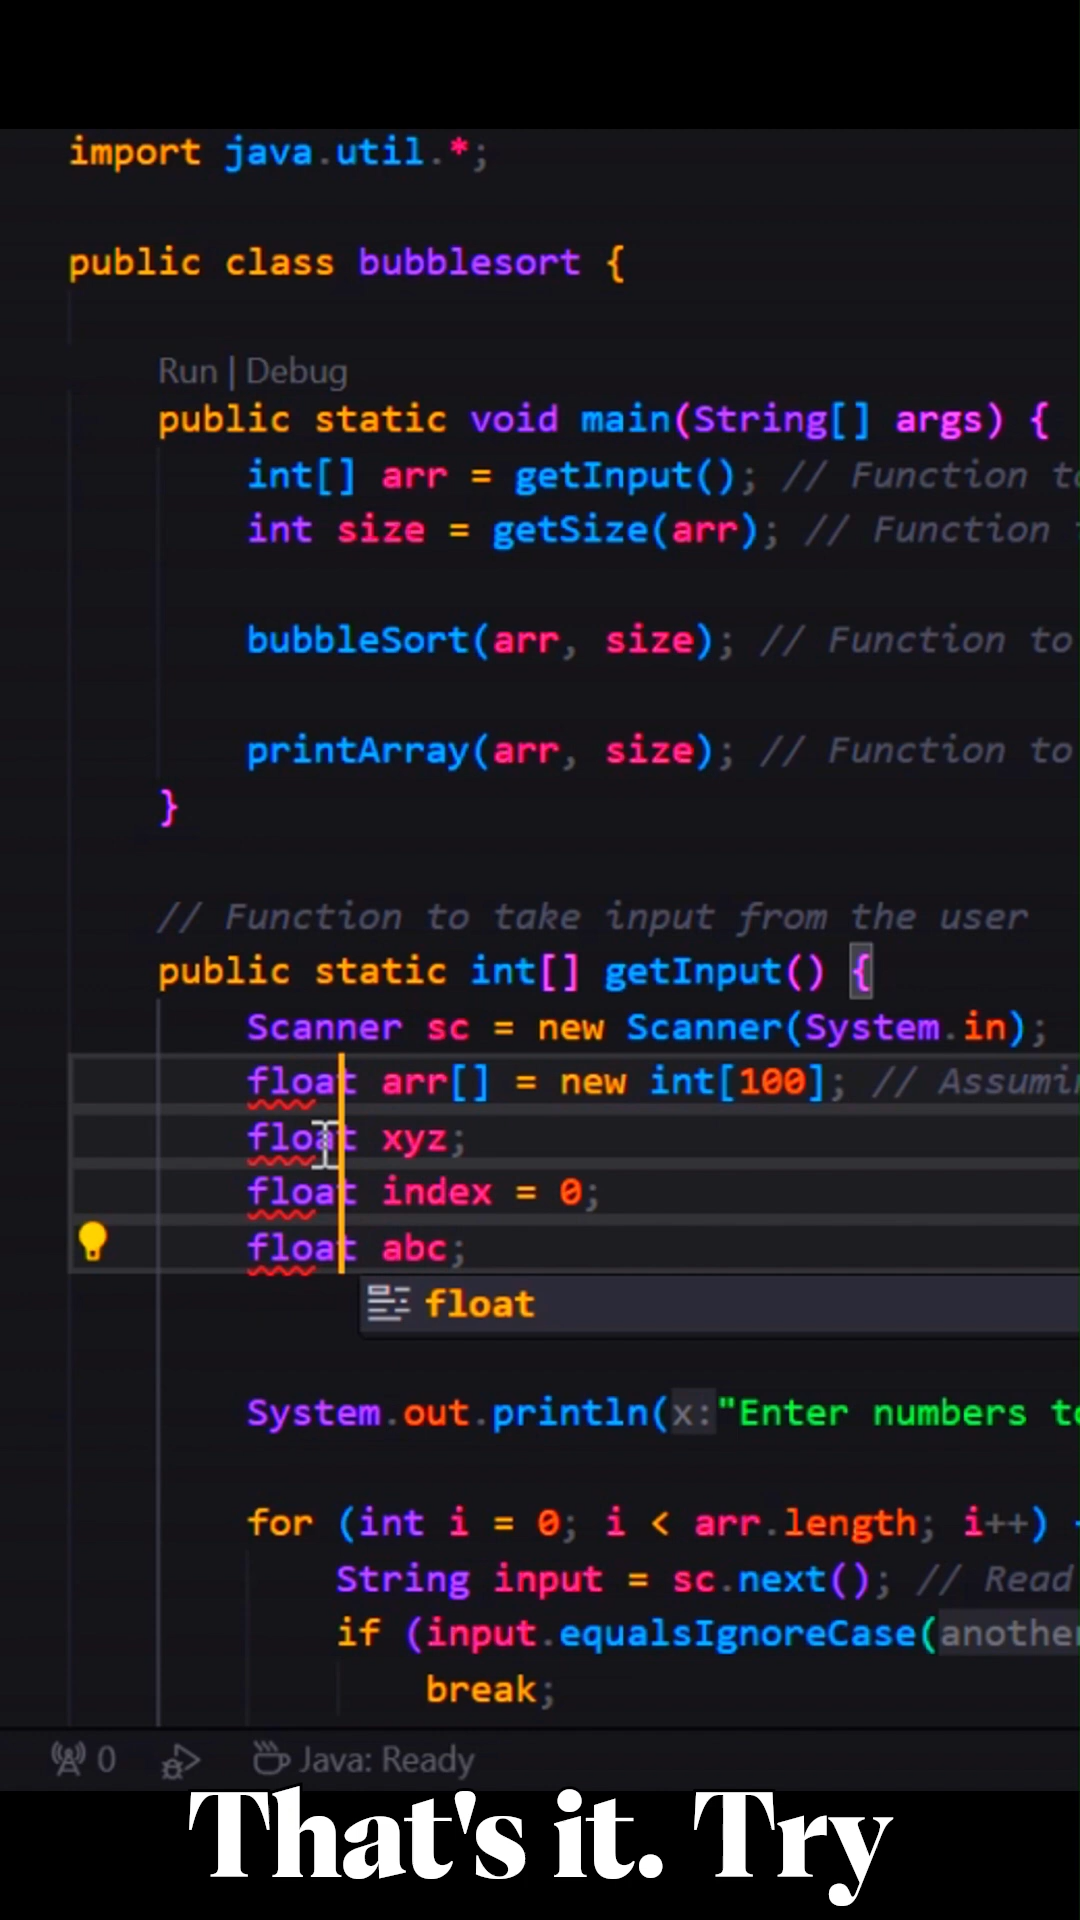 import java.util.*;
public class bubblesort {
Run | Debug
public static void main(String[] args) {
int[] arr = getInput(); // Function to
int size = getSize(arr); // Function
bubbleSort(arr, size); // Function to
printArray(arr, size); // Function to
}
// Function to take input from the user
public static int[] getInput() {
Scanner sc = new Scanner(System.in);
float arr[] = new int[100]; // Assumin
float xyz;
float index = 0;
float abc;
float
System.out.println(x:"Enter numbers to
for (int i = 0; i < arr.length; i++) {
String input = sc.next(); // Read
if (input.equalsIgnoreCase(another
break;
0 Java: Ready
That's it. Try